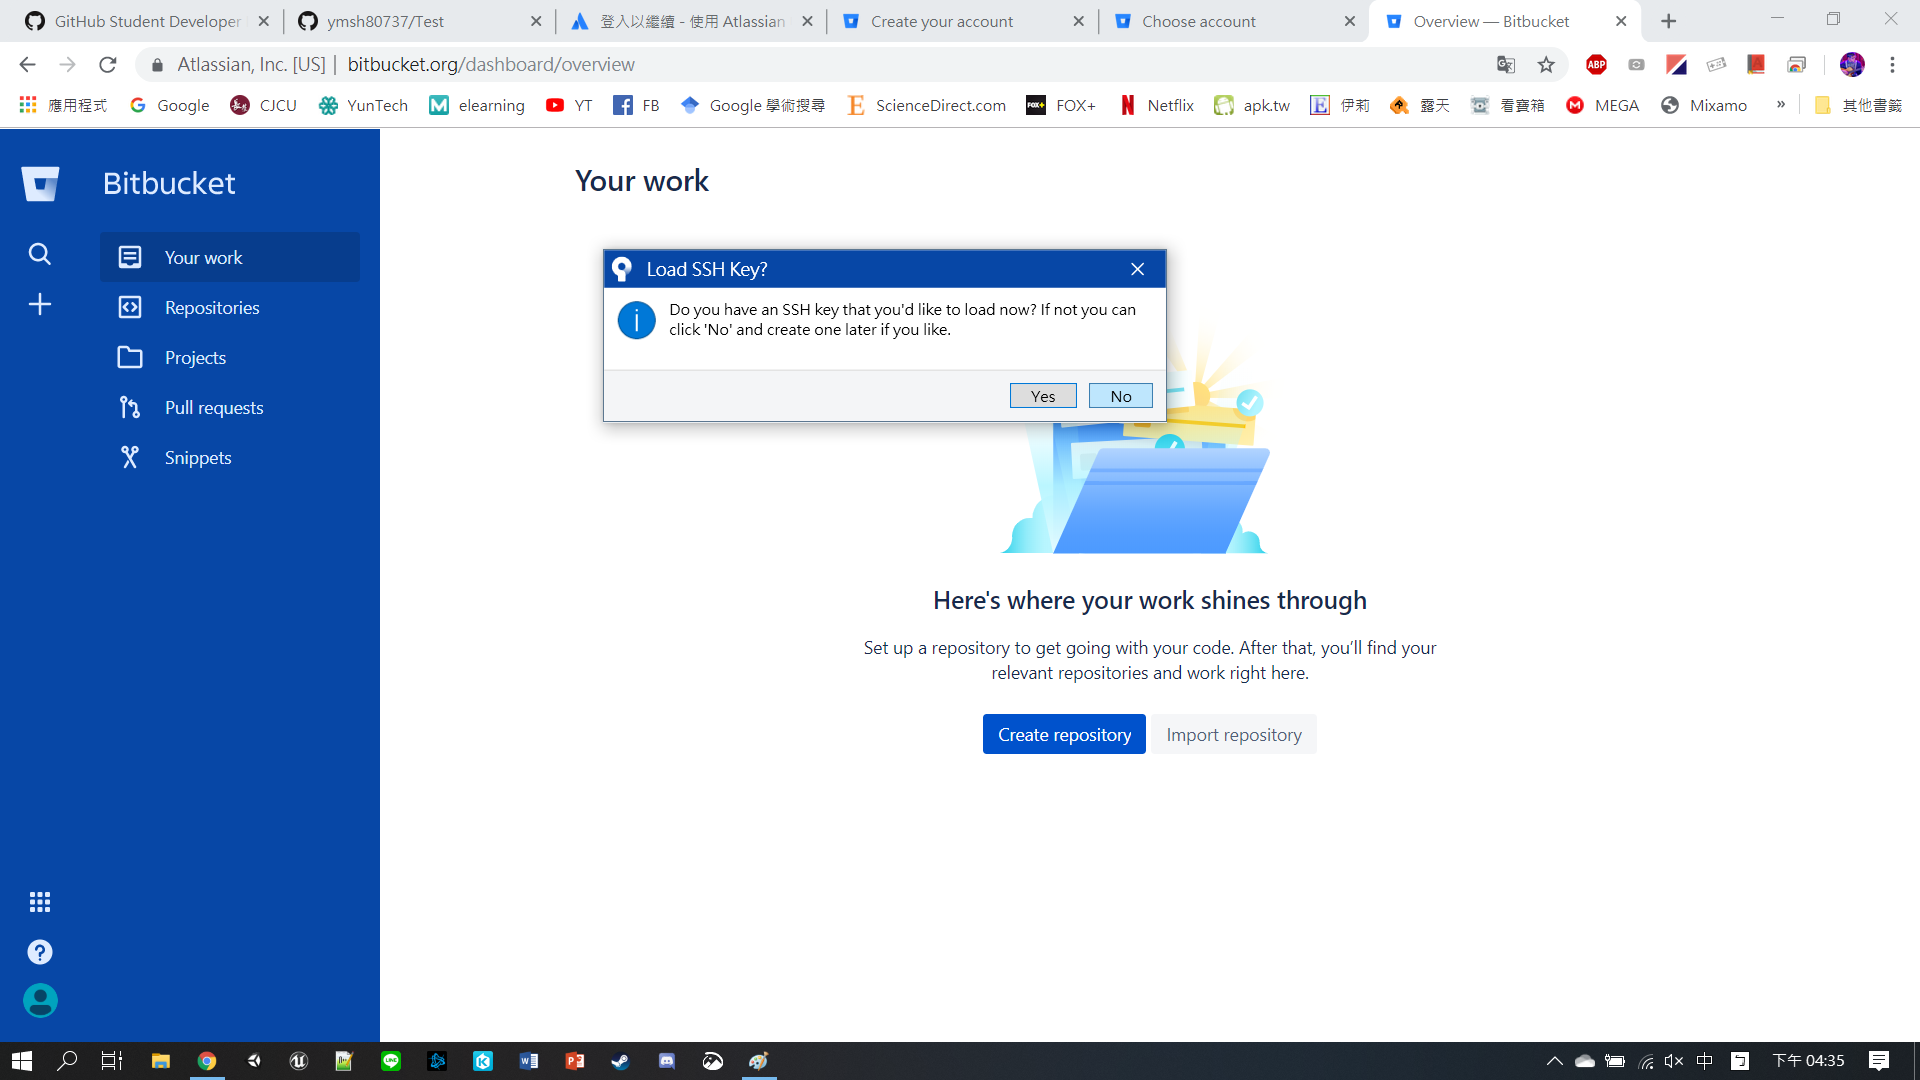 GitHub Student Developer
ymsh80737/Test
登入以繼續 - 使用 Atlassian
Create your account
Choose account
Overview — Bitbucket
Atlassian, Inc. [US] | bitbucket.org/dashboard/overview
ABP
應用程式
Google
CJCU
YunTech
elearning
YT
FB
Google 學術搜尋
ScienceDirect.com
FOX+
Netflix
apk.tw
伊莉
露天
看寶箱
MEGA
Mixamo
»
其他書籤
Bitbucket
Your work
Repositories
Projects
Pull requests
Snippets
Your work
Load SSH Key?
Do you have an SSH key that you'd like to load now? If not you can
click 'No' and create one later if you like.
Yes
No
Here's where your work shines through
Set up a repository to get going with your code. After that, you’ll find your
relevant repositories and work right here.
Create repository
Import repository
中
下午 04:35